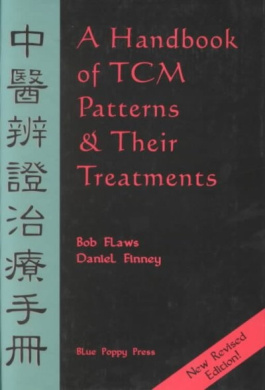 中醫辨證治療手冊
A Handbook
of TCM
Patterns
& Their
Treatments
Bob Flaws
Daniel Finney
New Revised
Edition!
Blue Poppy Press